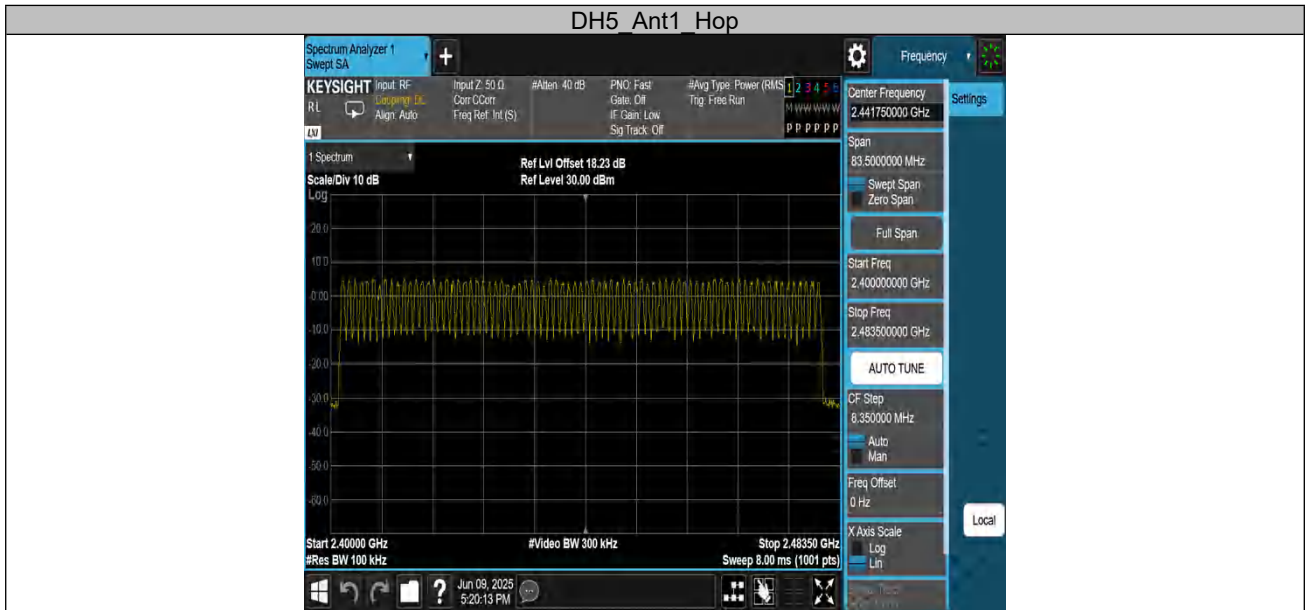 DH5_Ant1_Hop
Spectrum Analyzer 1
Swept SA
+
Frequency
KEYSIGHT
RL
LXI
Input: RF
Coupling: DC
Align: Auto
Input Z: 50 Ω
Corr CCorr
Freq Ref: Int (S)
#Atten: 40 dB
PNO: Fast
Gate: Off
IF Gain: Low
Sig Track: Off
#Avg Type: Power (RMS
Trig: Free Run
1 2 3 4 5 6
M W W W W W
P P P P P P
Center Frequency
2.441750000 GHz
Settings
1 Spectrum
Scale/Div 10 dB
Ref Lvl Offset 18.23 dB
Ref Level 30.00 dBm
Log
20.0
10.0
0.00
-10.0
-20.0
-30.0
-40.0
-50.0
-60.0
Span
83.5000000 MHz
Swept Span
Zero Span
Full Span
Start Freq
2.400000000 GHz
Stop Freq
2.483500000 GHz
AUTO TUNE
CF Step
8.350000 MHz
Auto
Man
Freq Offset
0 Hz
Local
X Axis Scale
Log
Lin
Start 2.40000 GHz
#Video BW 300 kHz
Stop 2.48350 GHz
#Res BW 100 kHz
Sweep 8.00 ms (1001 pts)
?
Jun 09, 2025
5:20:13 PM